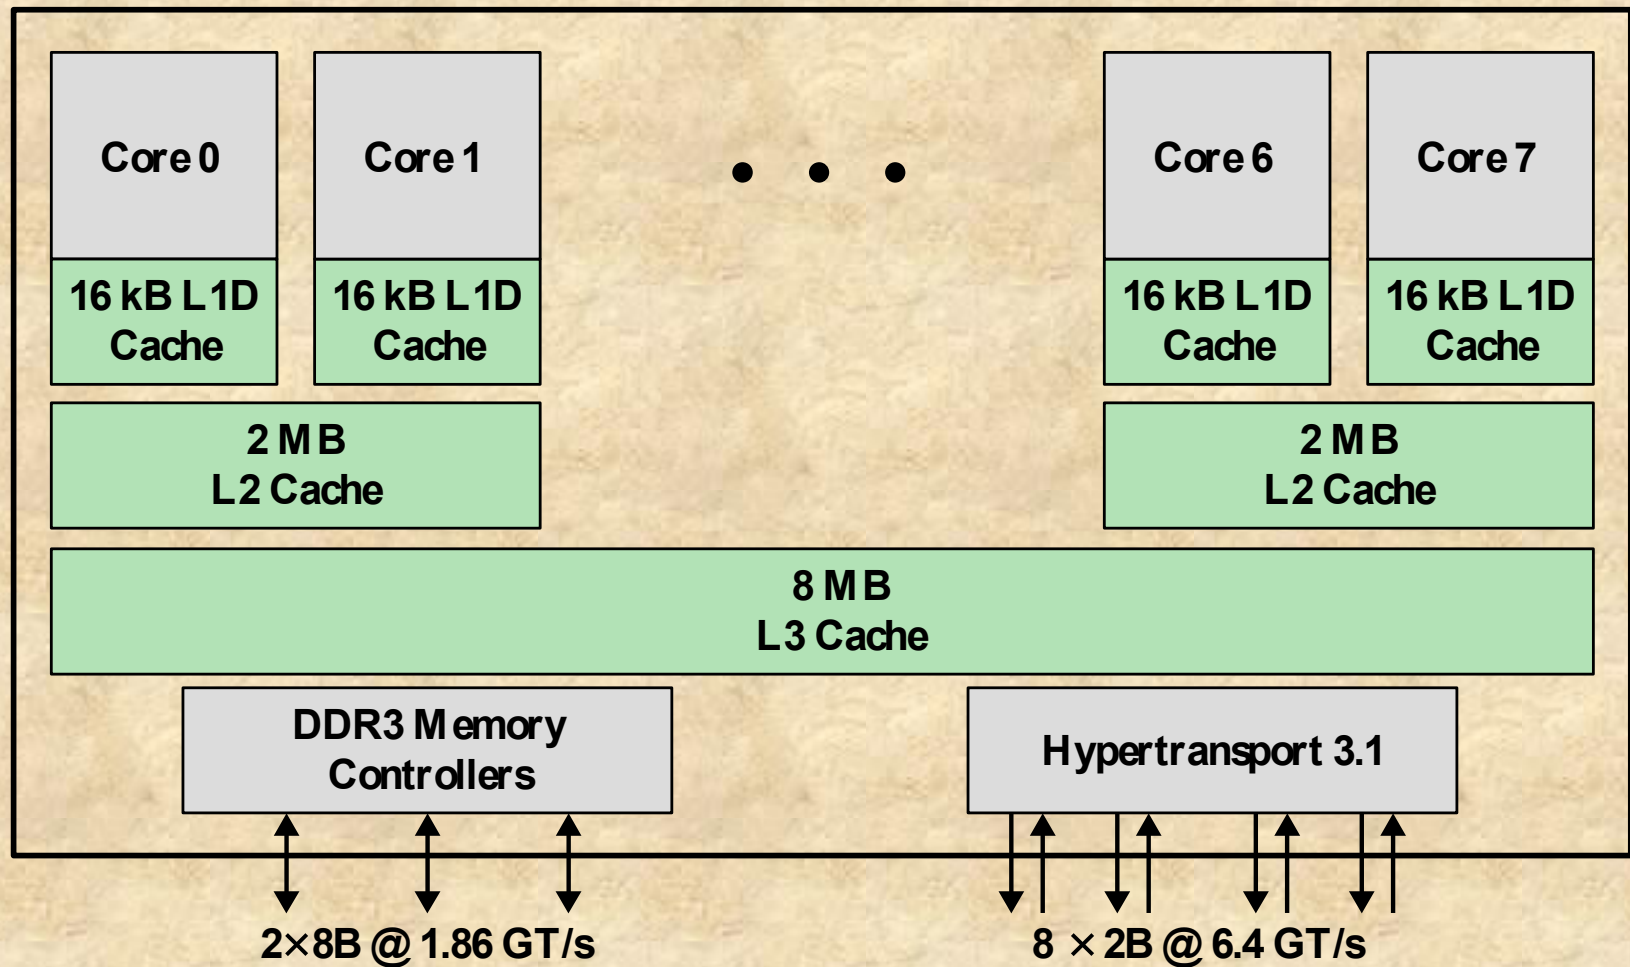 Core 0
Core 1
Core 6
Core 7
16 kB L1D
Cache
16 kB L1D
Cache
16 kB L1D
Cache
16 kB L1D
Cache
2 MB
L2 Cache
2 MB
L2 Cache
8 MB
L3 Cache
DDR3 Memory
Controllers
Hypertransport 3.1
2×8B @ 1.86 GT/s
8 × 2B @ 6.4 GT/s